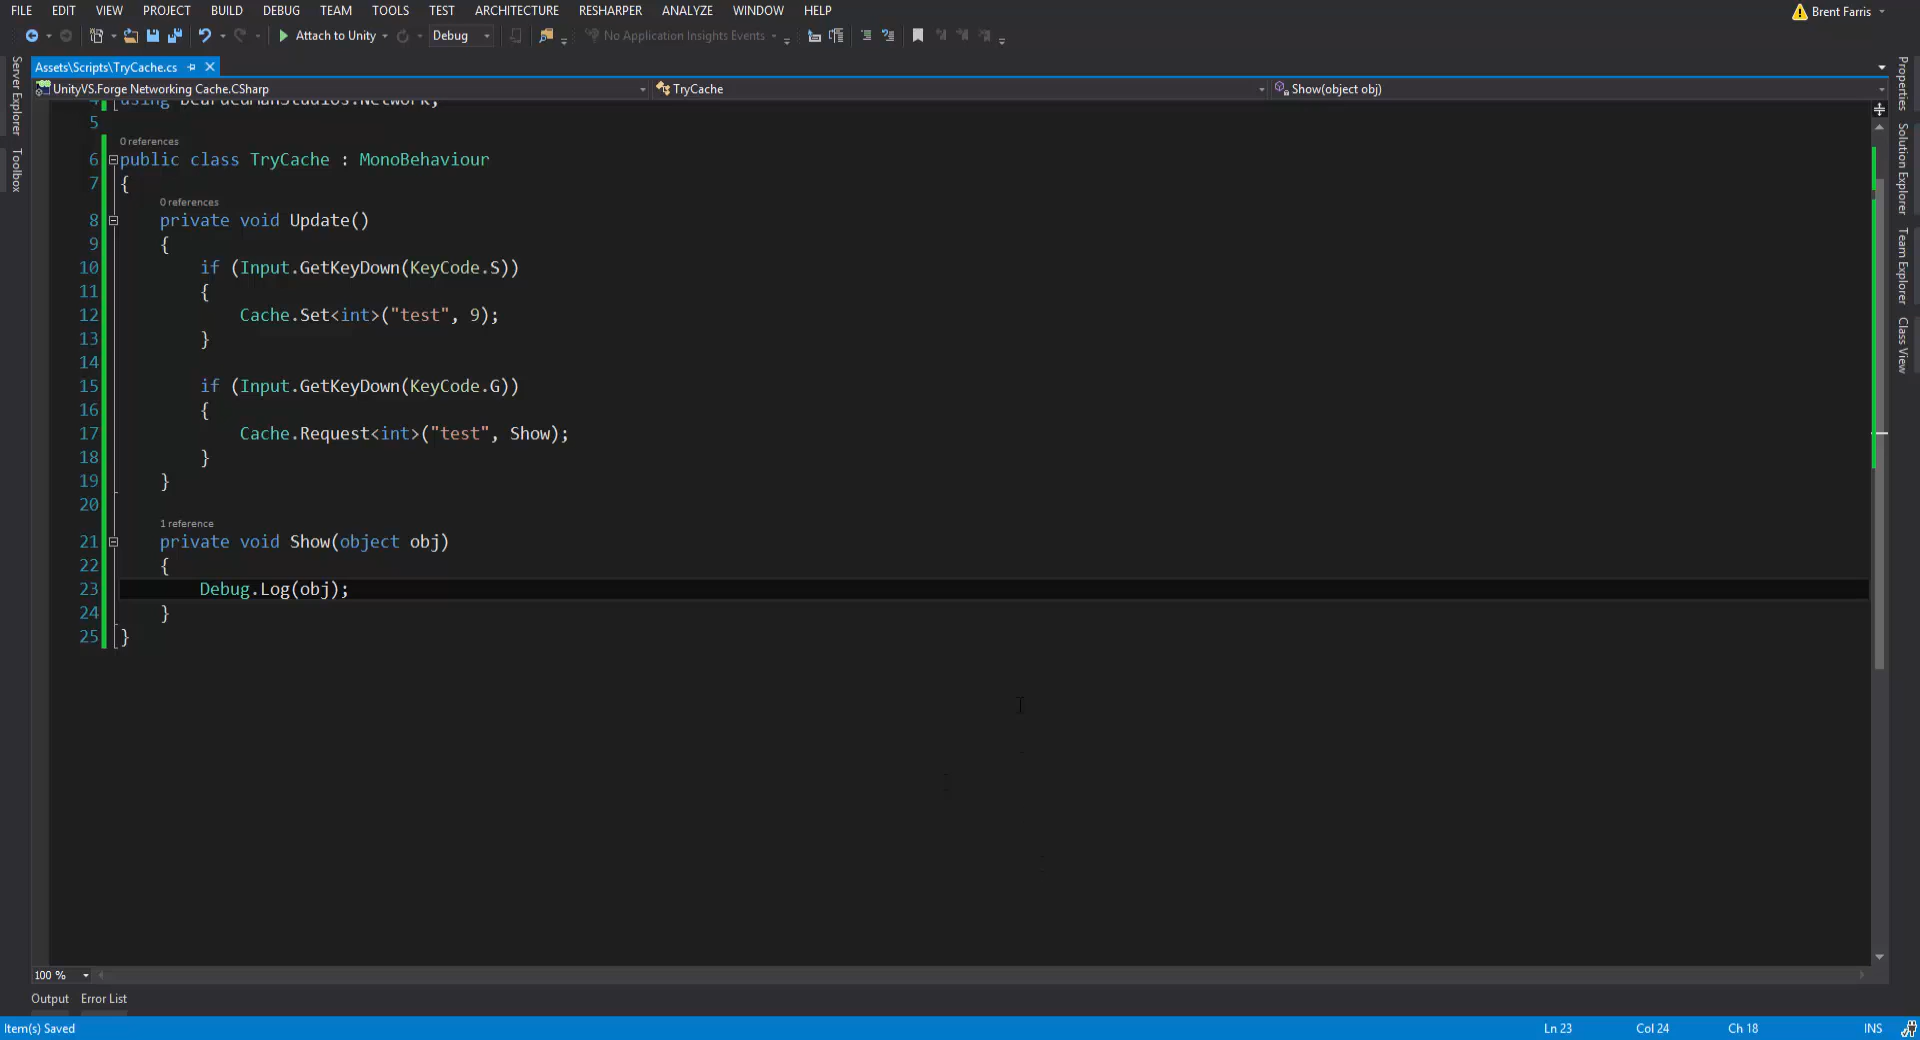 FILE EDIT VIEW PROJECT BUILD DEBUG TEAM TOOLS TEST ARCHITECTURE RESHARPER ANALYZE WINDOW HELP Brent Farris
Attach to Unity Debug No Application Insights Events
Assets\Scripts\TryCache.cs
UnityVS.Forge Networking Cache.CSharp TryCache Show(object obj)
Server Explorer
Toolbox
Properties
Solution Explorer
Team Explorer
Class View
4 using BeardedManStudios.Network;
5
0 references
6 public class TryCache : MonoBehaviour
7 {
0 references
8 private void Update()
9 {
10 if (Input.GetKeyDown(KeyCode.S))
11 {
12 Cache.Set<int>("test", 9);
13 }
14
15 if (Input.GetKeyDown(KeyCode.G))
16 {
17 Cache.Request<int>("test", Show);
18 }
19 }
20
1 reference
21 private void Show(object obj)
22 {
23 Debug.Log(obj);
24 }
25 }
100 %
Output Error List
Item(s) Saved Ln 23 Col 24 Ch 18 INS